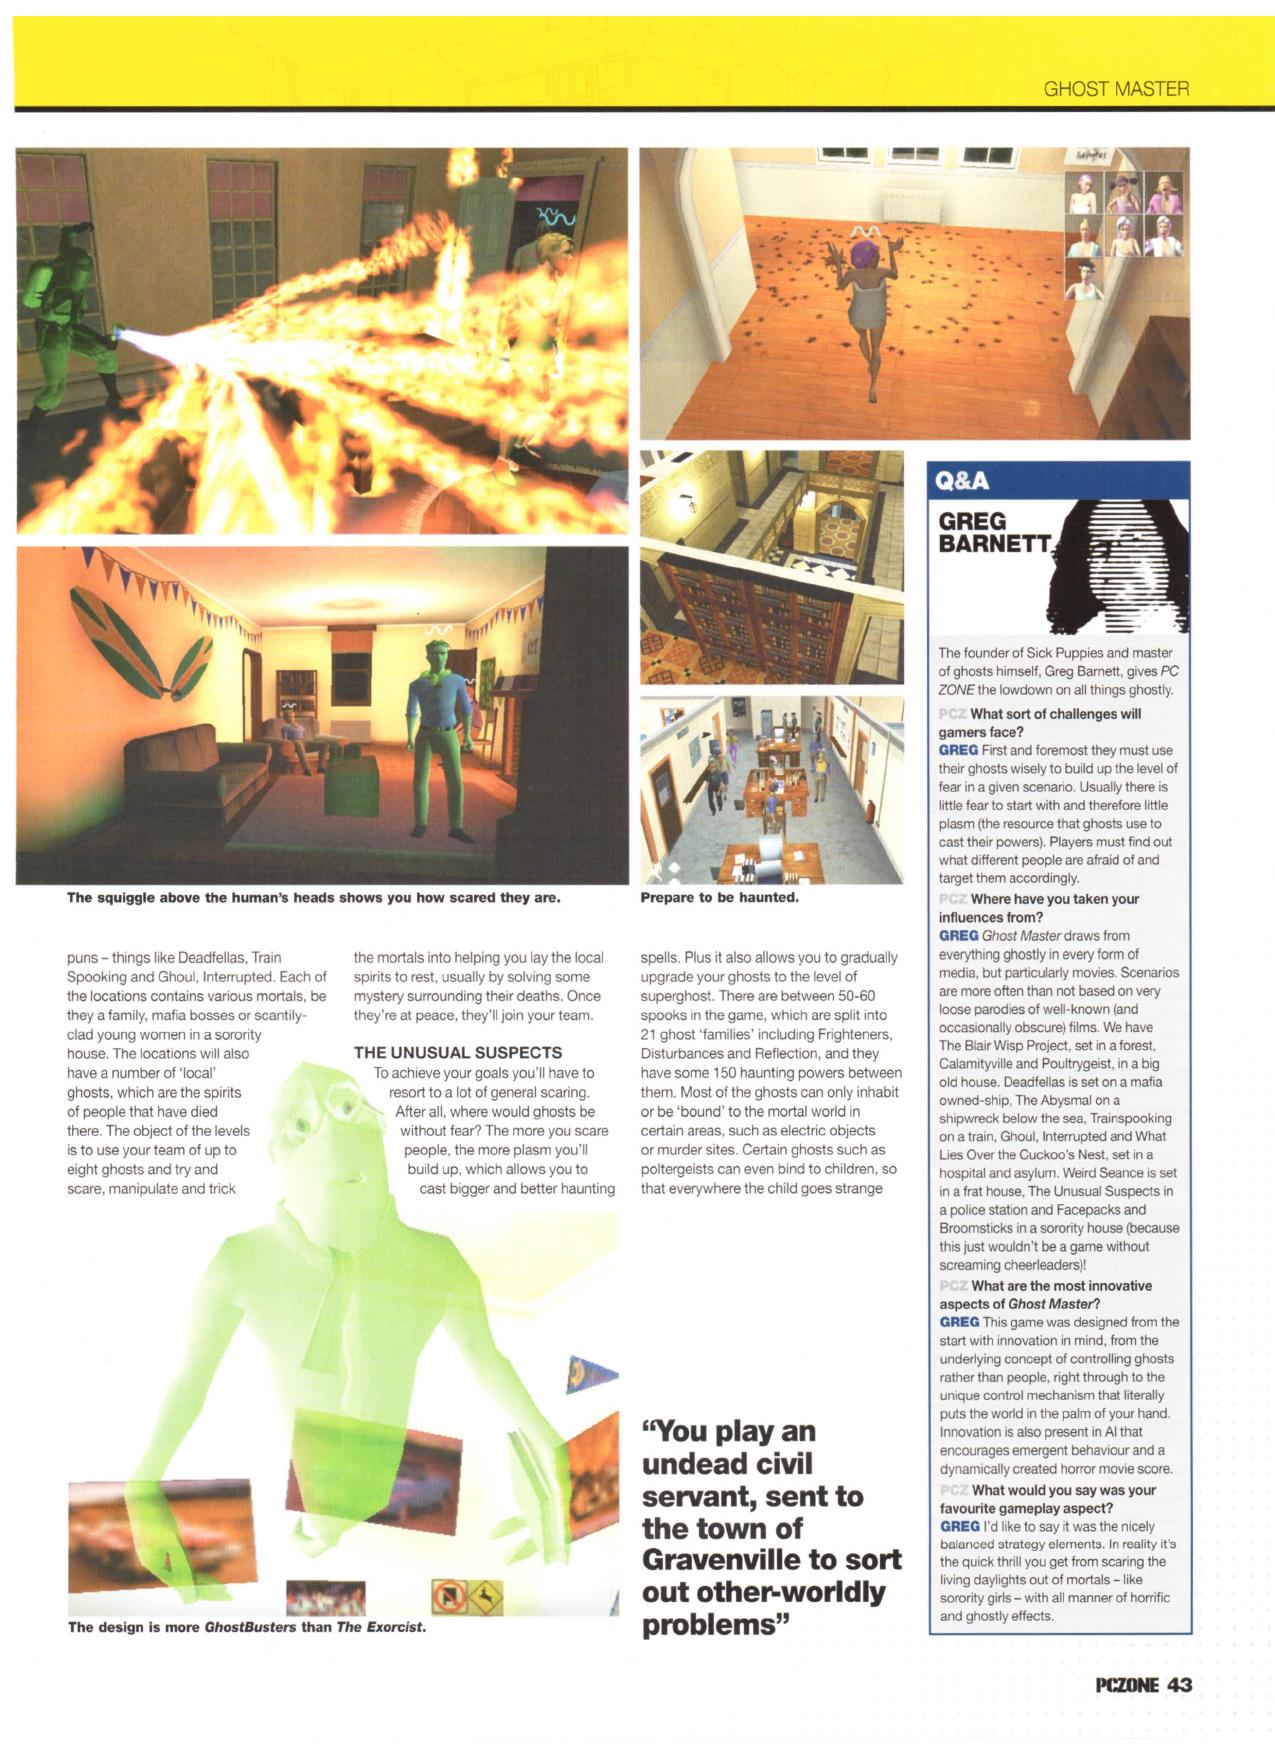 GHOST MASTER
The squiggle above the human's heads shows you how scared they are.
Prepare to be haunted.
puns – things like Deadfellas, Train
Spooking and Ghoul, Interrupted. Each of
the locations contains various mortals, be
they a family, mafia bosses or scantily-
clad young women in a sorority
house. The locations will also
have a number of 'local'
ghosts, which are the spirits
of people that have died
there. The object of the levels
is to use your team of up to
eight ghosts and try and
scare, manipulate and trick
the mortals into helping you lay the local
spirits to rest, usually by solving some
mystery surrounding their deaths. Once
they're at peace, they'll join your team.
THE UNUSUAL SUSPECTS
To achieve your goals you'll have to
resort to a lot of general scaring.
After all, where would ghosts be
without fear? The more you scare
people, the more plasm you'll
build up, which allows you to
cast bigger and better haunting
spells. Plus it also allows you to gradually
upgrade your ghosts to the level of
superghost. There are between 50-60
spooks in the game, which are split into
21 ghost 'families' including Frighteners,
Disturbances and Reflection, and they
have some 150 haunting powers between
them. Most of the ghosts can only inhabit
or be 'bound' to the mortal world in
certain areas, such as electric objects
or murder sites. Certain ghosts such as
poltergeists can even bind to children, so
that everywhere the child goes strange
The design is more GhostBusters than The Exorcist.
"You play an
undead civil
servant, sent to
the town of
Gravenville to sort
out other-worldly
problems"
Q&A
GREG
BARNETT
The founder of Sick Puppies and master
of ghosts himself, Greg Barnett, gives PC
ZONE the lowdown on all things ghostly.
PCZ What sort of challenges will
gamers face?
GREG First and foremost they must use
their ghosts wisely to build up the level of
fear in a given scenario. Usually there is
little fear to start with and therefore little
plasm (the resource that ghosts use to
cast their powers). Players must find out
what different people are afraid of and
target them accordingly.
PCZ Where have you taken your
influences from?
GREG Ghost Master draws from
everything ghostly in every form of
media, but particularly movies. Scenarios
are more often than not based on very
loose parodies of well-known (and
occasionally obscure) films. We have
The Blair Wisp Project, set in a forest,
Calamityville and Poultrygeist, in a big
old house. Deadfellas is set on a mafia
owned-ship, The Abysmal on a
shipwreck below the sea, Trainspooking
on a train, Ghoul, Interrupted and What
Lies Over the Cuckoo's Nest, set in a
hospital and asylum. Weird Seance is set
in a frat house, The Unusual Suspects in
a police station and Facepacks and
Broomsticks in a sorority house (because
this just wouldn't be a game without
screaming cheerleaders)!
PCZ What are the most innovative
aspects of Ghost Master?
GREG This game was designed from the
start with innovation in mind, from the
underlying concept of controlling ghosts
rather than people, right through to the
unique control mechanism that literally
puts the world in the palm of your hand.
Innovation is also present in AI that
encourages emergent behaviour and a
dynamically created horror movie score.
PCZ What would you say was your
favourite gameplay aspect?
GREG I'd like to say it was the nicely
balanced strategy elements. In reality it's
the quick thrill you get from scaring the
living daylights out of mortals – like
sorority girls – with all manner of horrific
and ghostly effects.
PCZONE 43